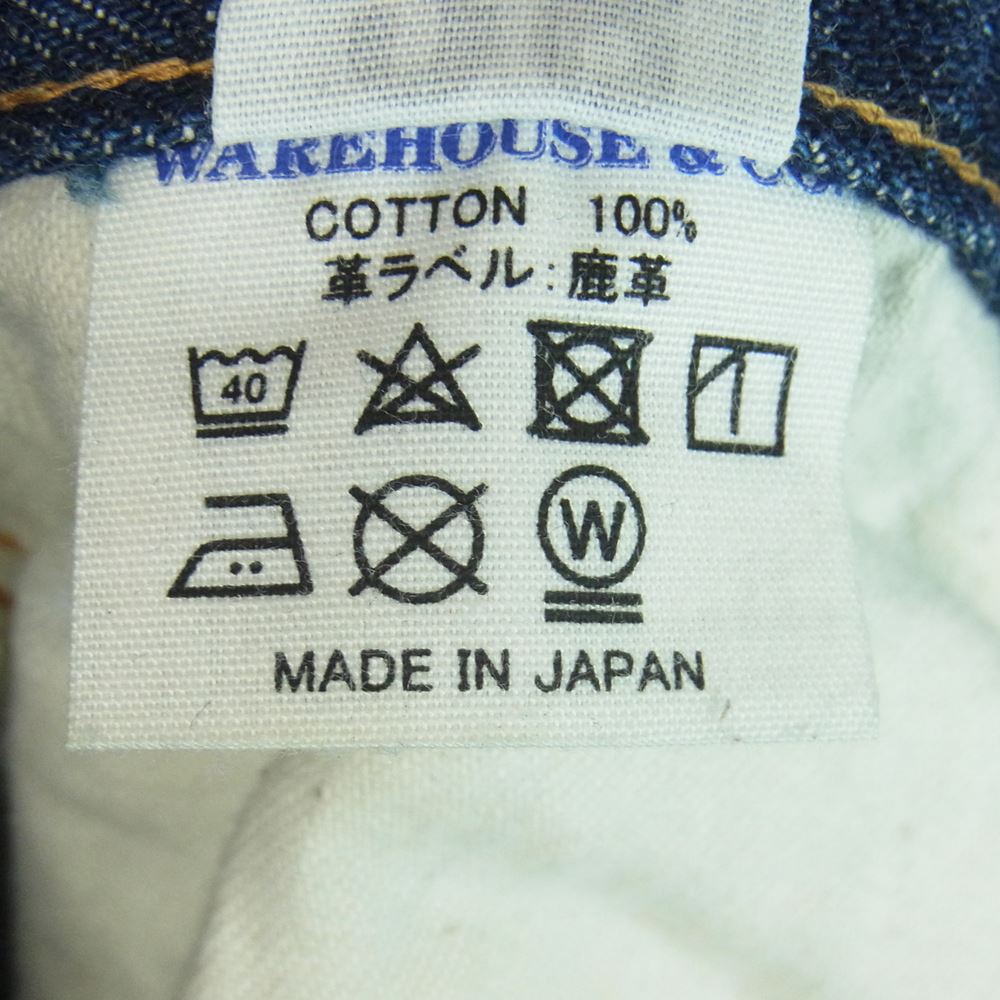 WAREHOUSE & CO.
COTTON 100%
革ラベル:鹿革
40
W
MADE IN JAPAN